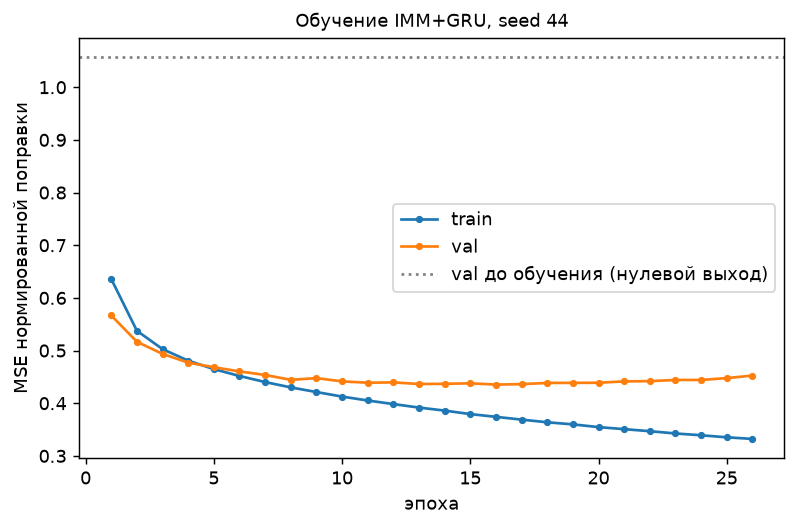 Обучение IMM+GRU, seed 44
MSE нормированной поправки
1.0
0.9
0.8
0.7
0.6
0.5
0.4
0.3
train
val
val до обучения (нулевой выход)
0
5
10
15
20
25
эпоха